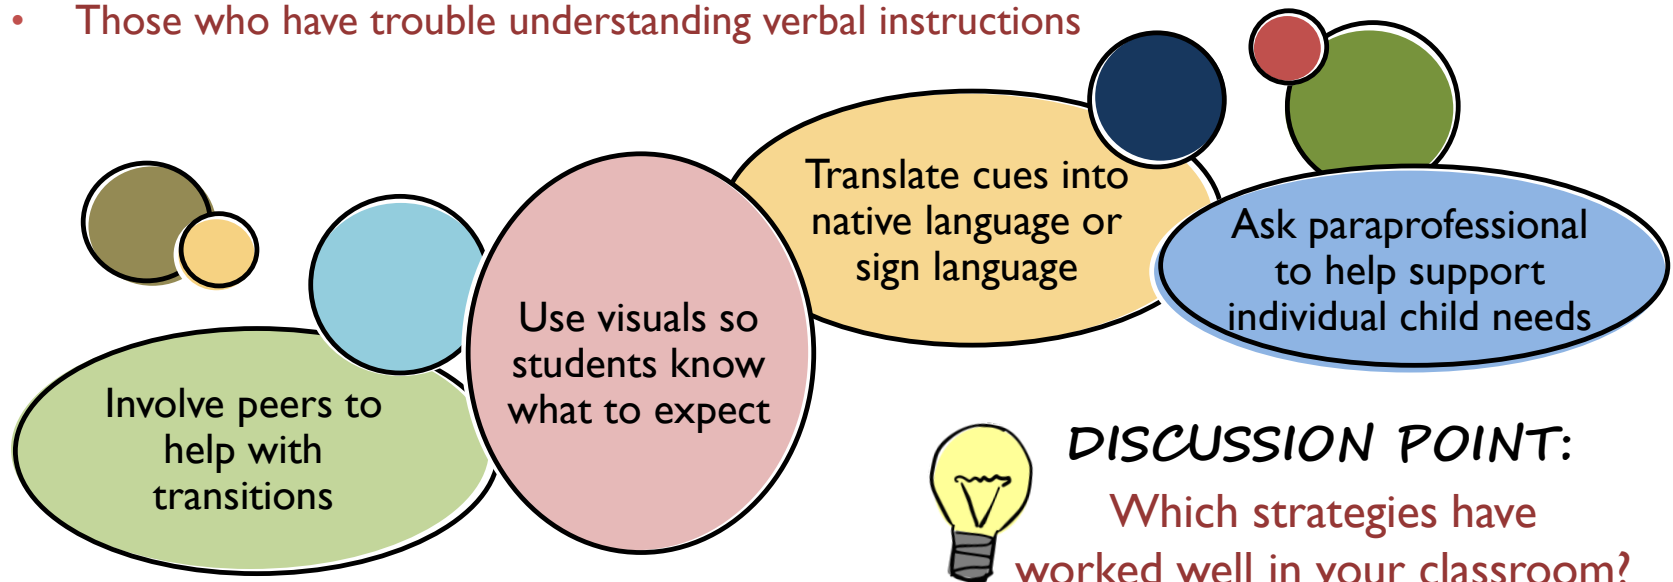 • Those who have trouble understanding verbal instructions
Involve peers to
help with
transitions
Use visuals so
students know
what to expect
Translate cues into
native language or
sign language
Ask paraprofessional
to help support
individual child needs
DISCUSSION POINT:
Which strategies have
worked well in your classroom?